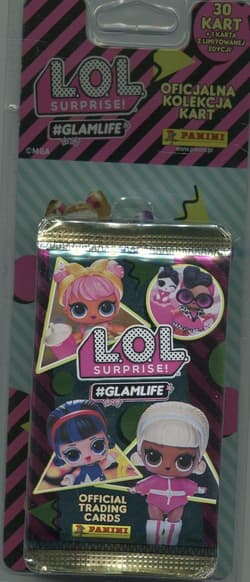 30 KART
+ 1 KARTA
Z LIMITOWANEJ
EDYCJI
L.O.L.
SURPRISE!
#GLAMLIFE
©MGA
OFICJALNA
KOLEKCJA
KART
PANINI
L.O.L.
SURPRISE!
#GLAMLIFE
OFFICIAL
TRADING
CARDS
PANINI